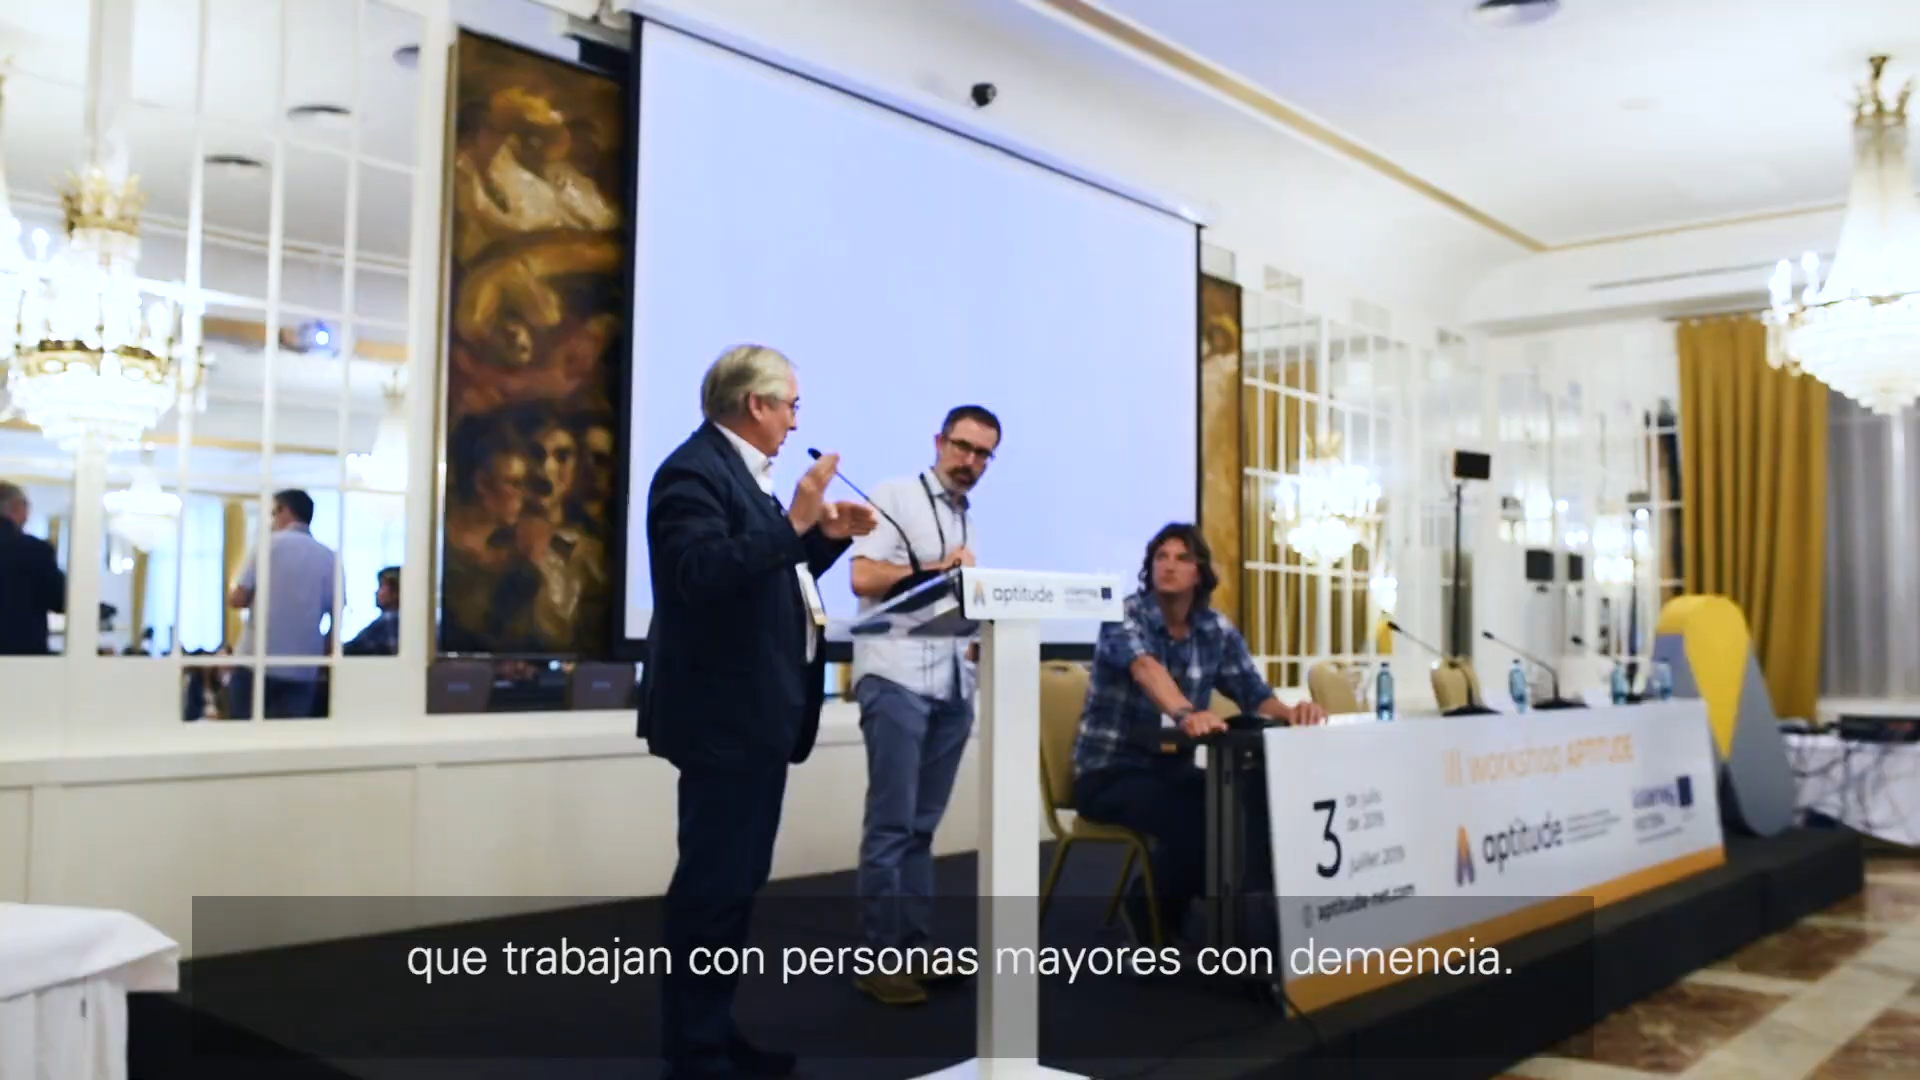 aptitude
III workshop APTITUDE
3
de julio
de 2019
juillet 2019
aptitude
aptitude-net.com
que trabajan con personas mayores con demencia.